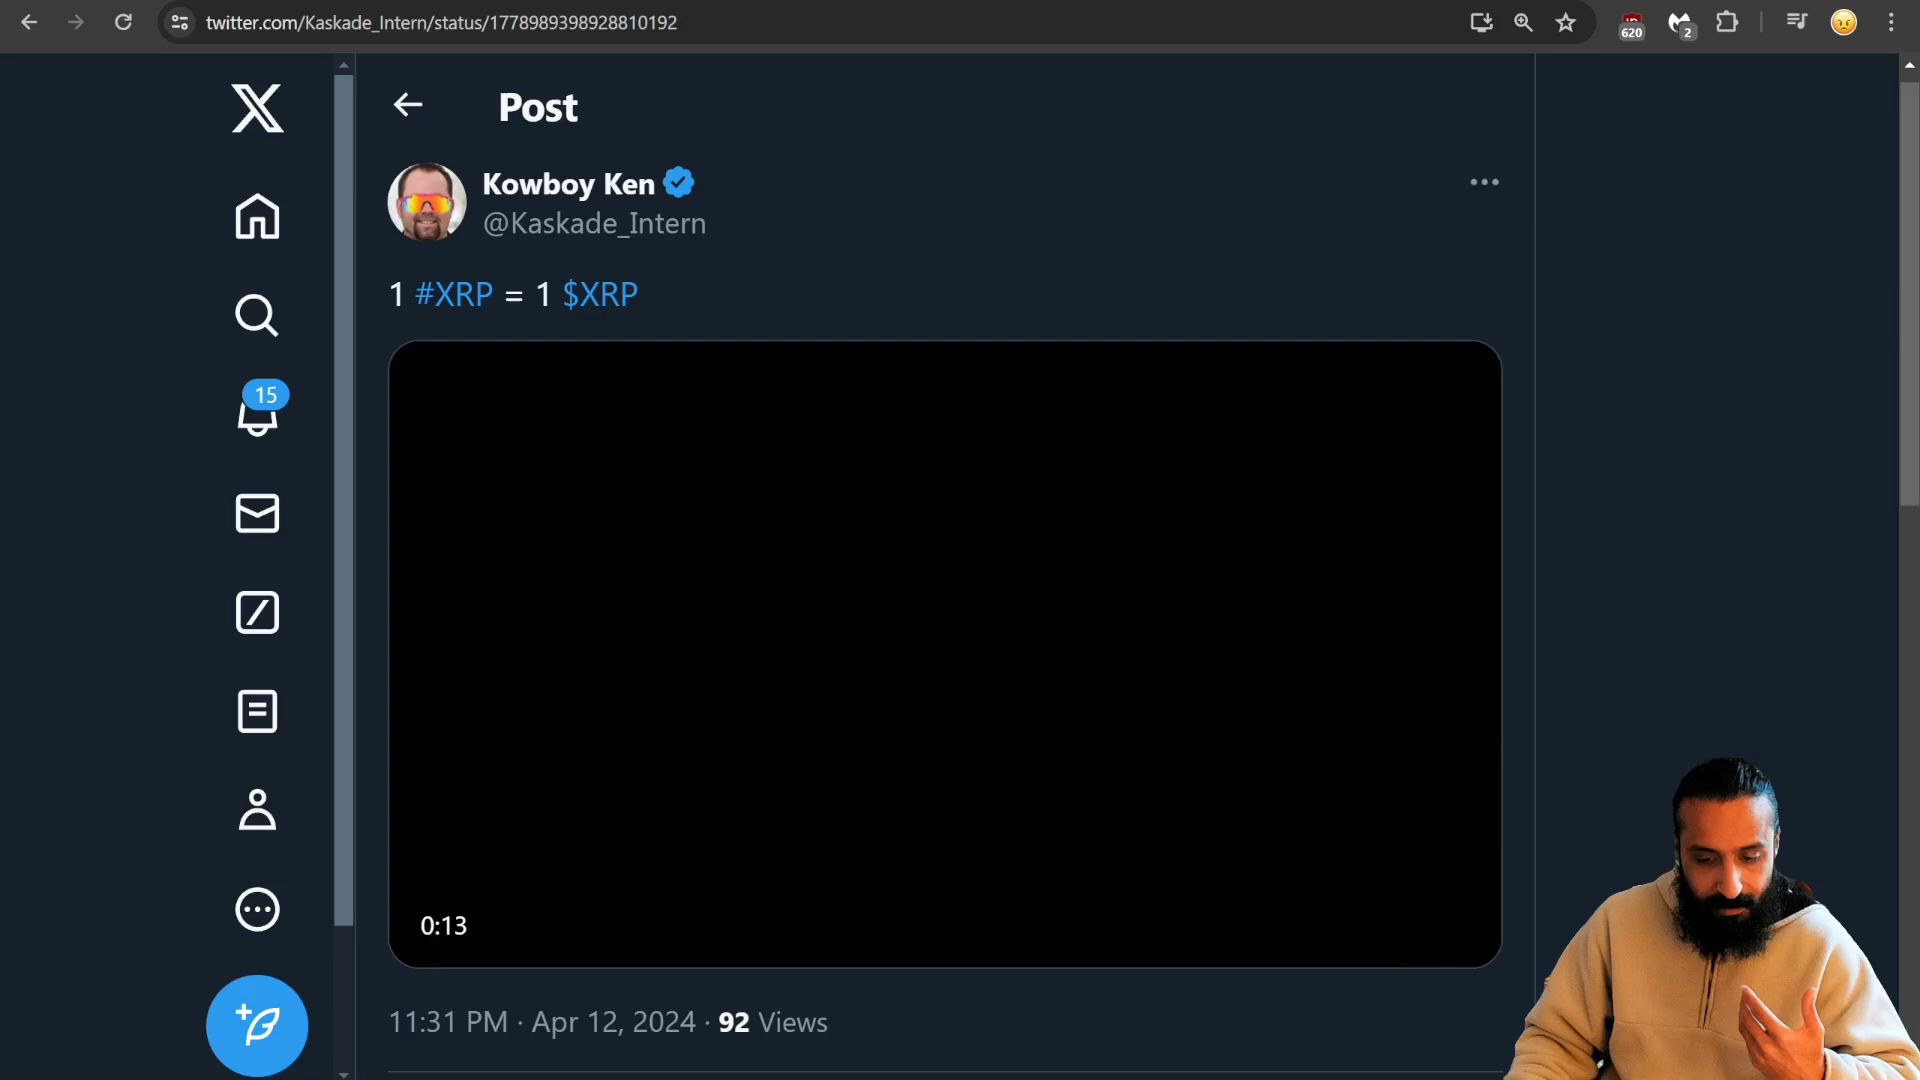 twitter.com/Kaskade_Intern/status/1778989398928810192
620
2
Post
Kowboy Ken
@Kaskade_Intern
1 #XRP = 1 $XRP
15
0:13
11:31 PM · Apr 12, 2024 · 92 Views